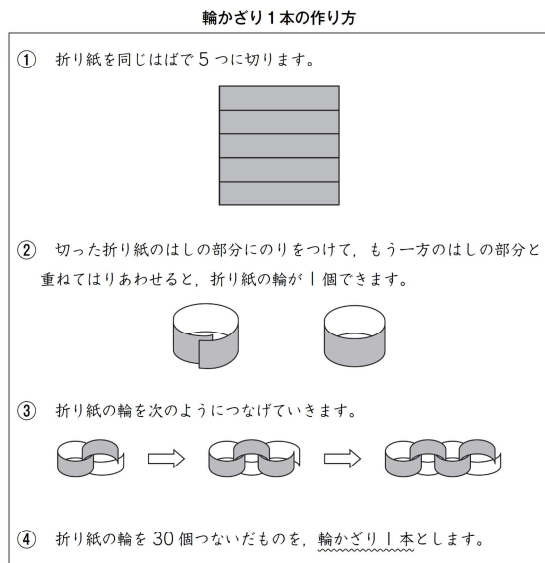 輪かざり1本の作り方
① 折り紙を同じはばで5つに切ります。
② 切った折り紙のはしの部分にのりをつけて，もう一方のはしの部分と
重ねてはりあわせると，折り紙の輪が1個できます。
③ 折り紙の輪を次のようにつなげていきます。
④ 折り紙の輪を30個つないだものを，輪かざり1本とします。